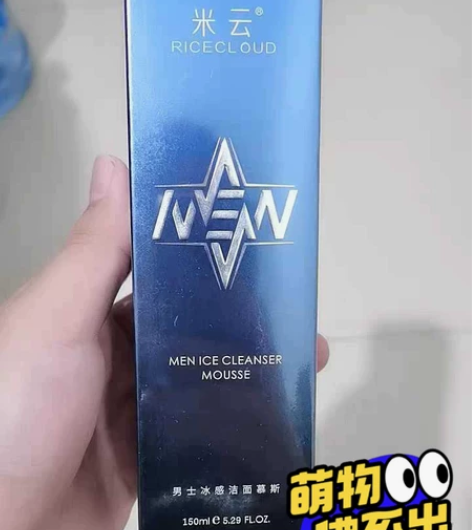 米云®
RICECLOUD
MEN
MEN ICE CLEANSER
MOUSSE
男士冰感洁面慕斯
150ml ℮ 5.29 FL.OZ.
萌物